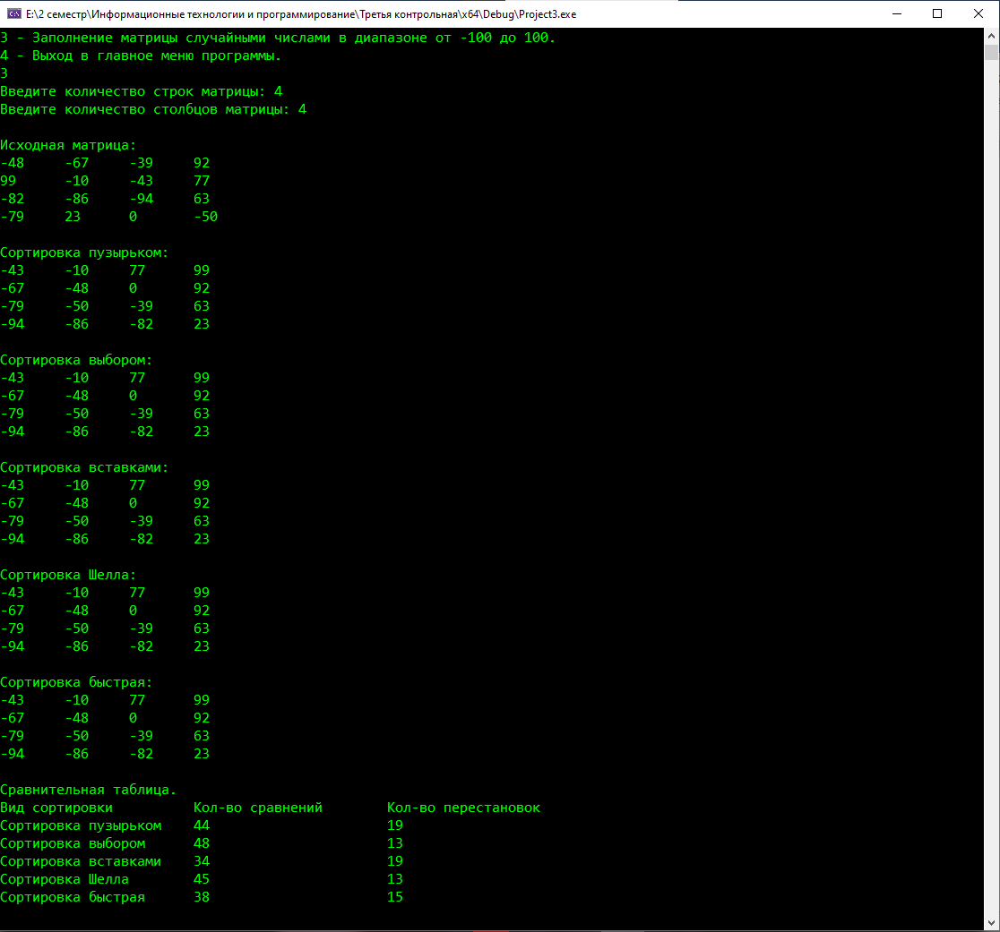 E:\2 семестр\Информационные технологии и программирование\Третья контрольная\x64\Debug\Project3.exe
3 - Заполнение матрицы случайными числами в диапазоне от -100 до 100.
4 - Выход в главное меню программы.
3
Введите количество строк матрицы: 4
Введите количество столбцов матрицы: 4
Исходная матрица:
-48 -67 -39 92
99 -10 -43 77
-82 -86 -94 63
-79 23 0 -50
Сортировка пузырьком:
-43 -10 77 99
-67 -48 0 92
-79 -50 -39 63
-94 -86 -82 23
Сортировка выбором:
-43 -10 77 99
-67 -48 0 92
-79 -50 -39 63
-94 -86 -82 23
Сортировка вставками:
-43 -10 77 99
-67 -48 0 92
-79 -50 -39 63
-94 -86 -82 23
Сортировка Шелла:
-43 -10 77 99
-67 -48 0 92
-79 -50 -39 63
-94 -86 -82 23
Сортировка быстрая:
-43 -10 77 99
-67 -48 0 92
-79 -50 -39 63
-94 -86 -82 23
Сравнительная таблица.
Вид сортировки Кол-во сравнений Кол-во перестановок
Сортировка пузырьком 44 19
Сортировка выбором 48 13
Сортировка вставками 34 19
Сортировка Шелла 45 13
Сортировка быстрая 38 15